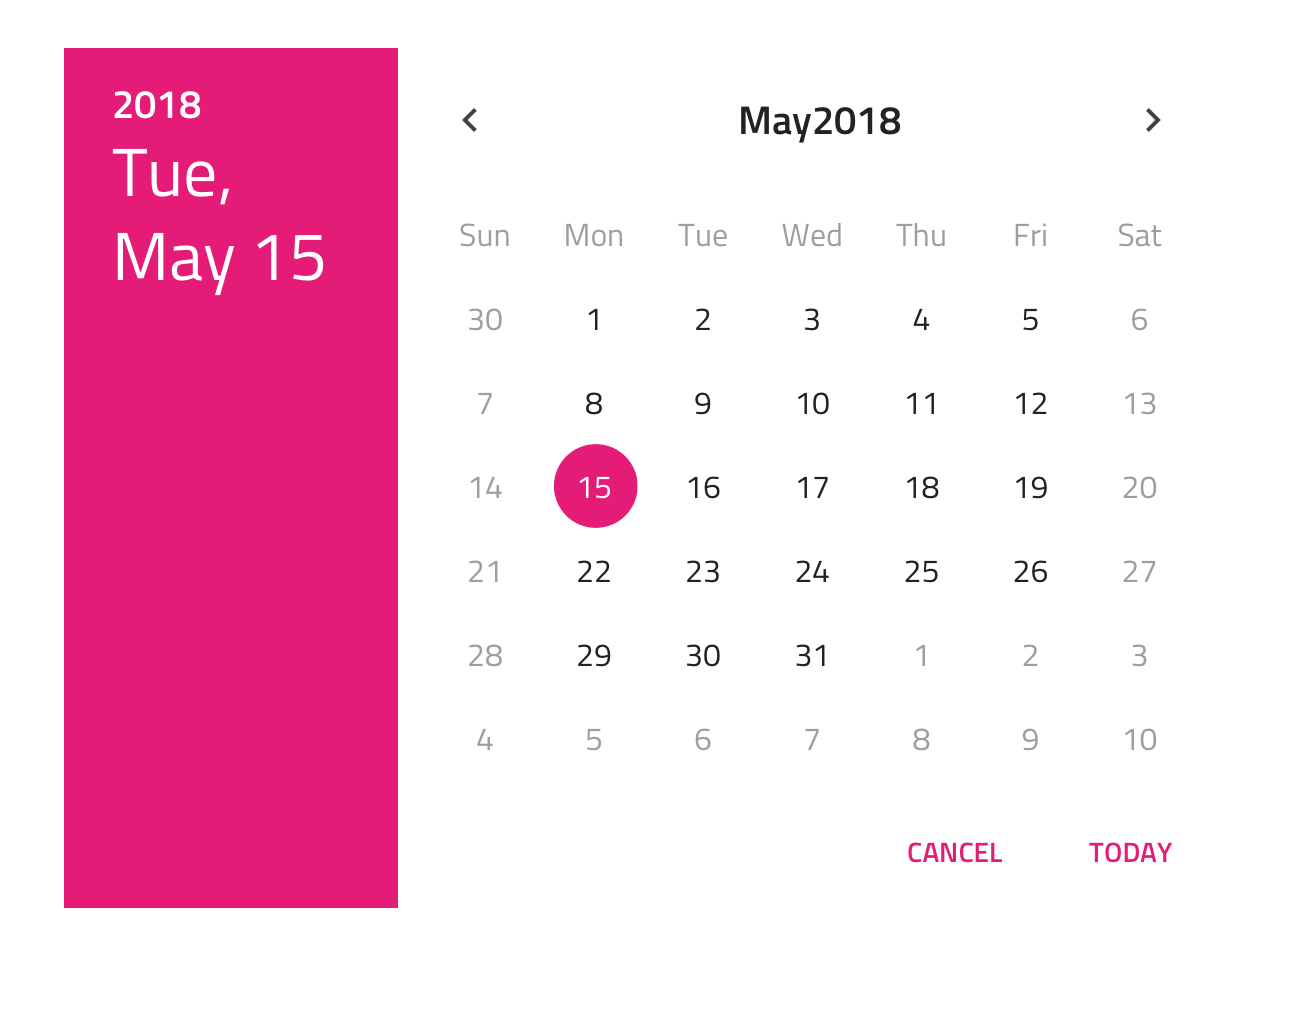 2018
Tue,
May 15
May2018
Sun Mon Tue Wed Thu Fri Sat
30 1 2 3 4 5 6
7 8 9 10 11 12 13
14 15 16 17 18 19 20
21 22 23 24 25 26 27
28 29 30 31 1 2 3
4 5 6 7 8 9 10
CANCEL TODAY